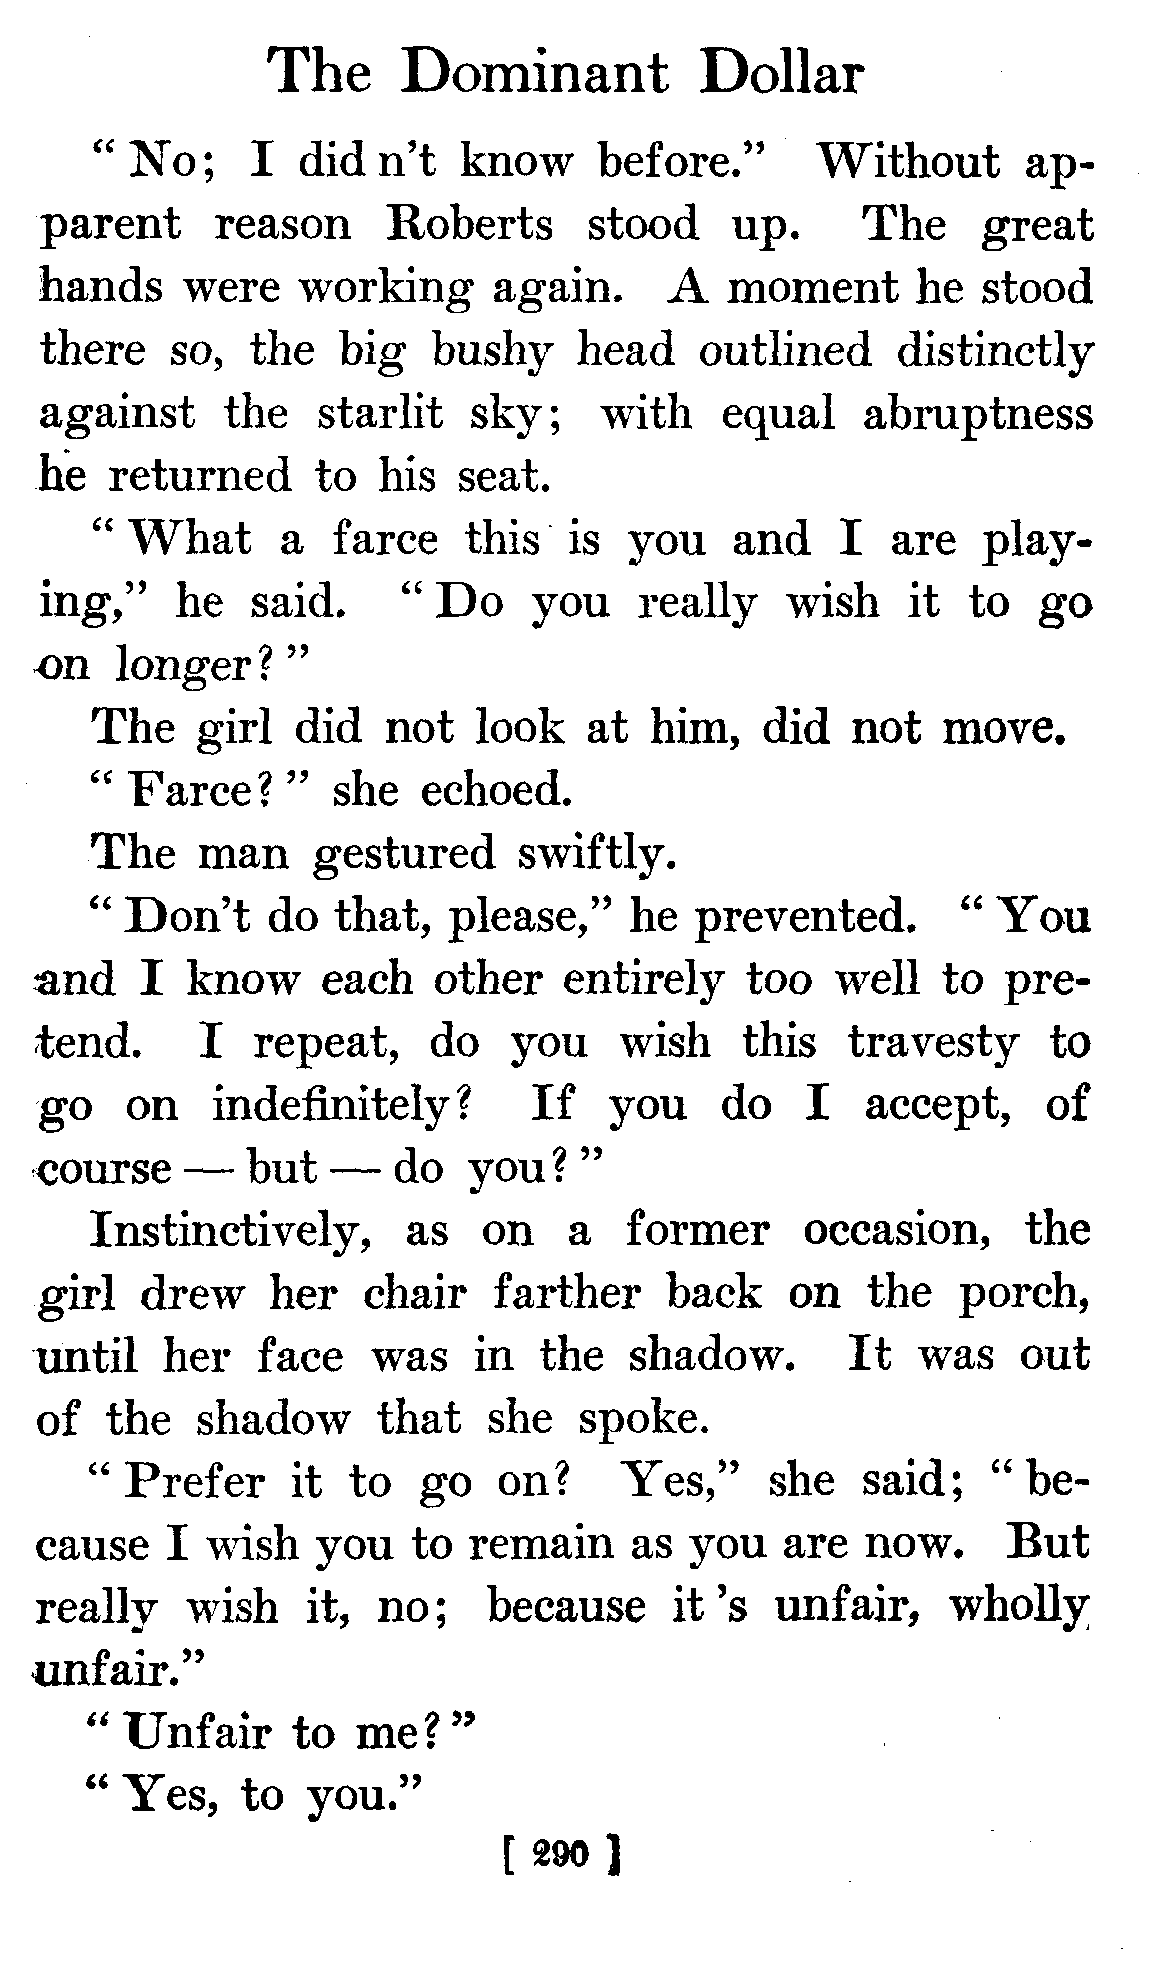 The Dominant Dollar
"No; I didn't know before." Without ap-
parent reason Roberts stood up. The great
hands were working again. A moment he stood
there so, the big bushy head outlined distinctly
against the starlit sky; with equal abruptness
he returned to his seat.
"What a farce this is you and I are play-
ing," he said. "Do you really wish it to go
on longer?"
The girl did not look at him, did not move.
"Farce?" she echoed.
The man gestured swiftly.
"Don't do that, please," he prevented. "You
and I know each other entirely too well to pre-
tend. I repeat, do you wish this travesty to
go on indefinitely? If you do I accept, of
course — but — do you?"
Instinctively, as on a former occasion, the
girl drew her chair farther back on the porch,
until her face was in the shadow. It was out
of the shadow that she spoke.
"Prefer it to go on? Yes," she said; "be-
cause I wish you to remain as you are now. But
really wish it, no; because it's unfair, wholly
unfair."
"Unfair to me?"
"Yes, to you."
[ 290 ]